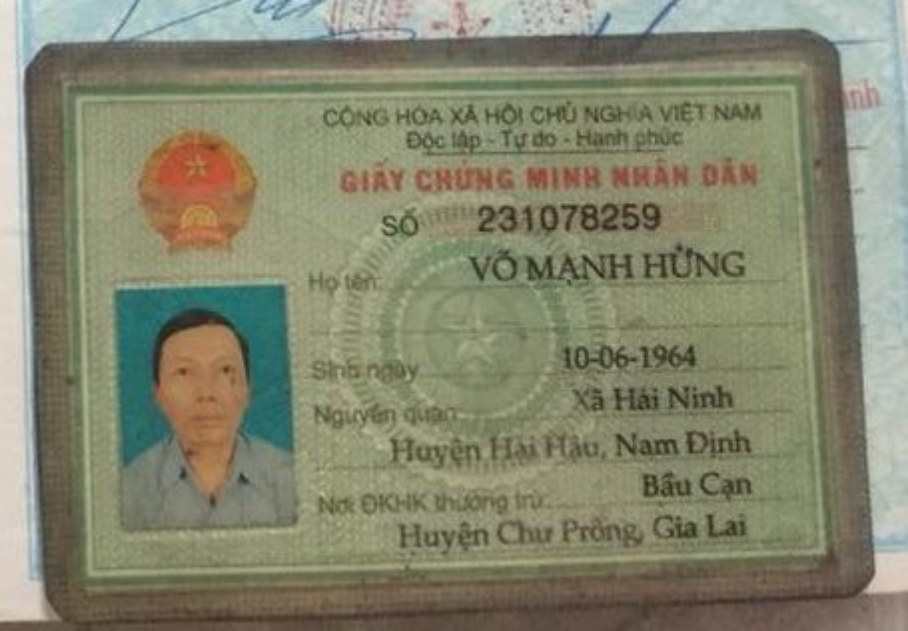 CỘNG HÒA XÃ HỘI CHỦ NGHĨA VIỆT NAM
Độc lập - Tự do - Hạnh phúc
GIẤY CHỨNG MINH NHÂN DÂN
SỐ 231078259
Họ tên: VÕ MẠNH HỪNG
Sinh ngày 10-06-1964
Nguyên quán: Xã Hải Ninh
Huyện Hải Hậu, Nam Định
Nơi ĐKHK thường trú: Bầu Cạn
Huyện Chư Prông, Gia Lai